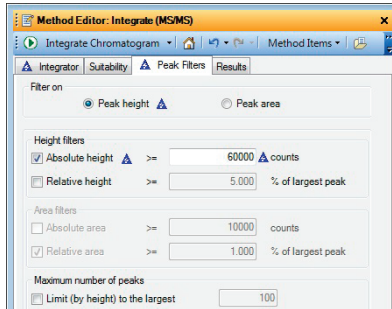 Method Editor: Integrate (MS/MS)
Integrate Chromatogram Method Items
Integrator Suitability Peak Filters Results
Filter on
Peak height Peak area
Height filters
Absolute height >= 60000 counts
Relative height >= 5.000 % of largest peak
Area filters
Absolute area >= 10000 counts
Relative area >= 1.000 % of largest peak
Maximum number of peaks
Limit (by height) to the largest 100